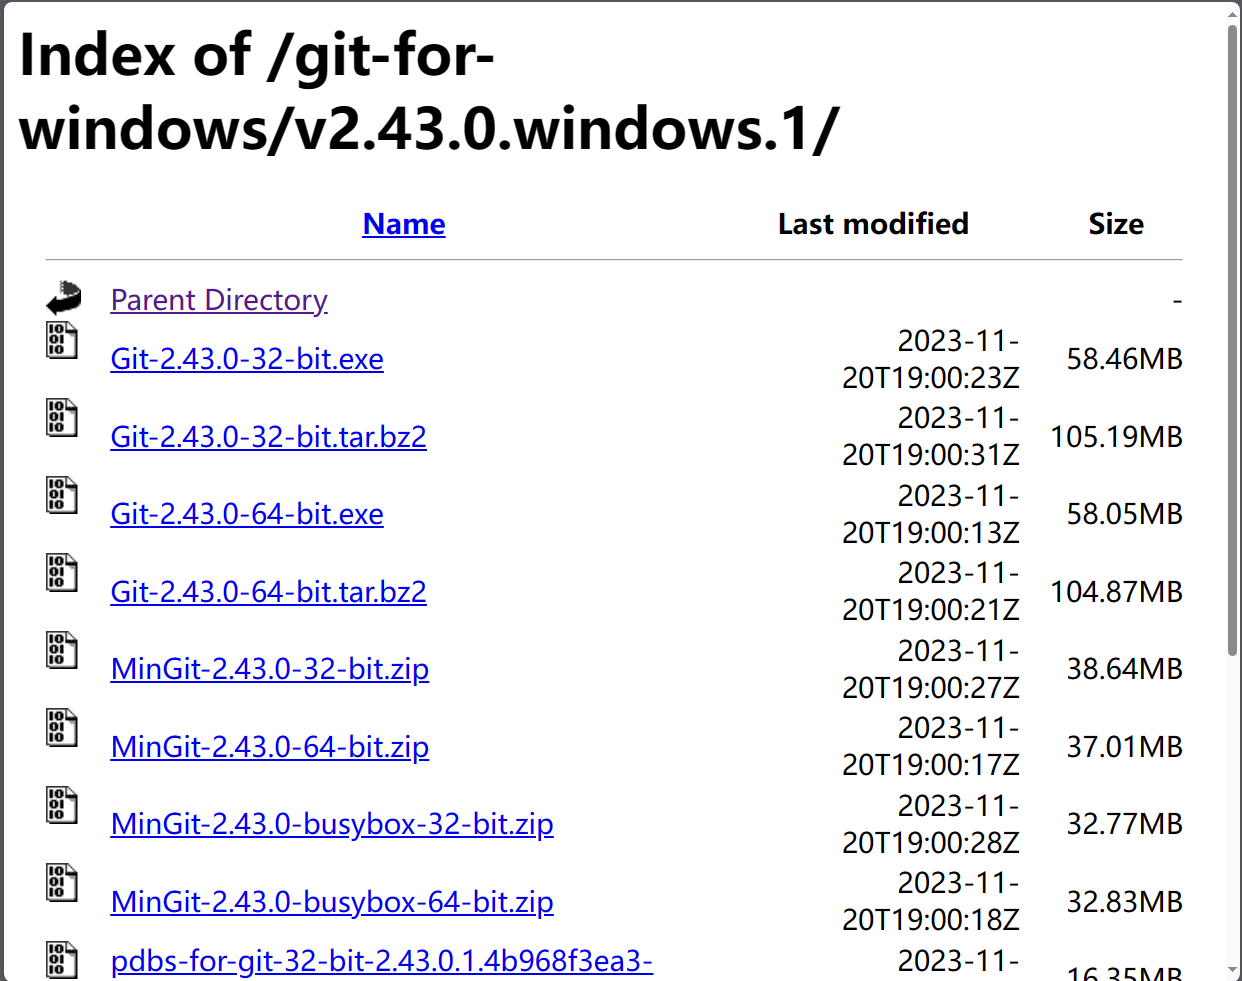 Index of /git-for-
windows/v2.43.0.windows.1/
Name Last modified Size
Parent Directory -
Git-2.43.0-32-bit.exe 2023-11-20T19:00:23Z 58.46MB
Git-2.43.0-32-bit.tar.bz2 2023-11-20T19:00:31Z 105.19MB
Git-2.43.0-64-bit.exe 2023-11-20T19:00:13Z 58.05MB
Git-2.43.0-64-bit.tar.bz2 2023-11-20T19:00:21Z 104.87MB
MinGit-2.43.0-32-bit.zip 2023-11-20T19:00:27Z 38.64MB
MinGit-2.43.0-64-bit.zip 2023-11-20T19:00:17Z 37.01MB
MinGit-2.43.0-busybox-32-bit.zip 2023-11-20T19:00:28Z 32.77MB
MinGit-2.43.0-busybox-64-bit.zip 2023-11-20T19:00:18Z 32.83MB
pdbs-for-git-32-bit-2.43.0.1.4b968f3ea3- 2023-11- 16.35MB